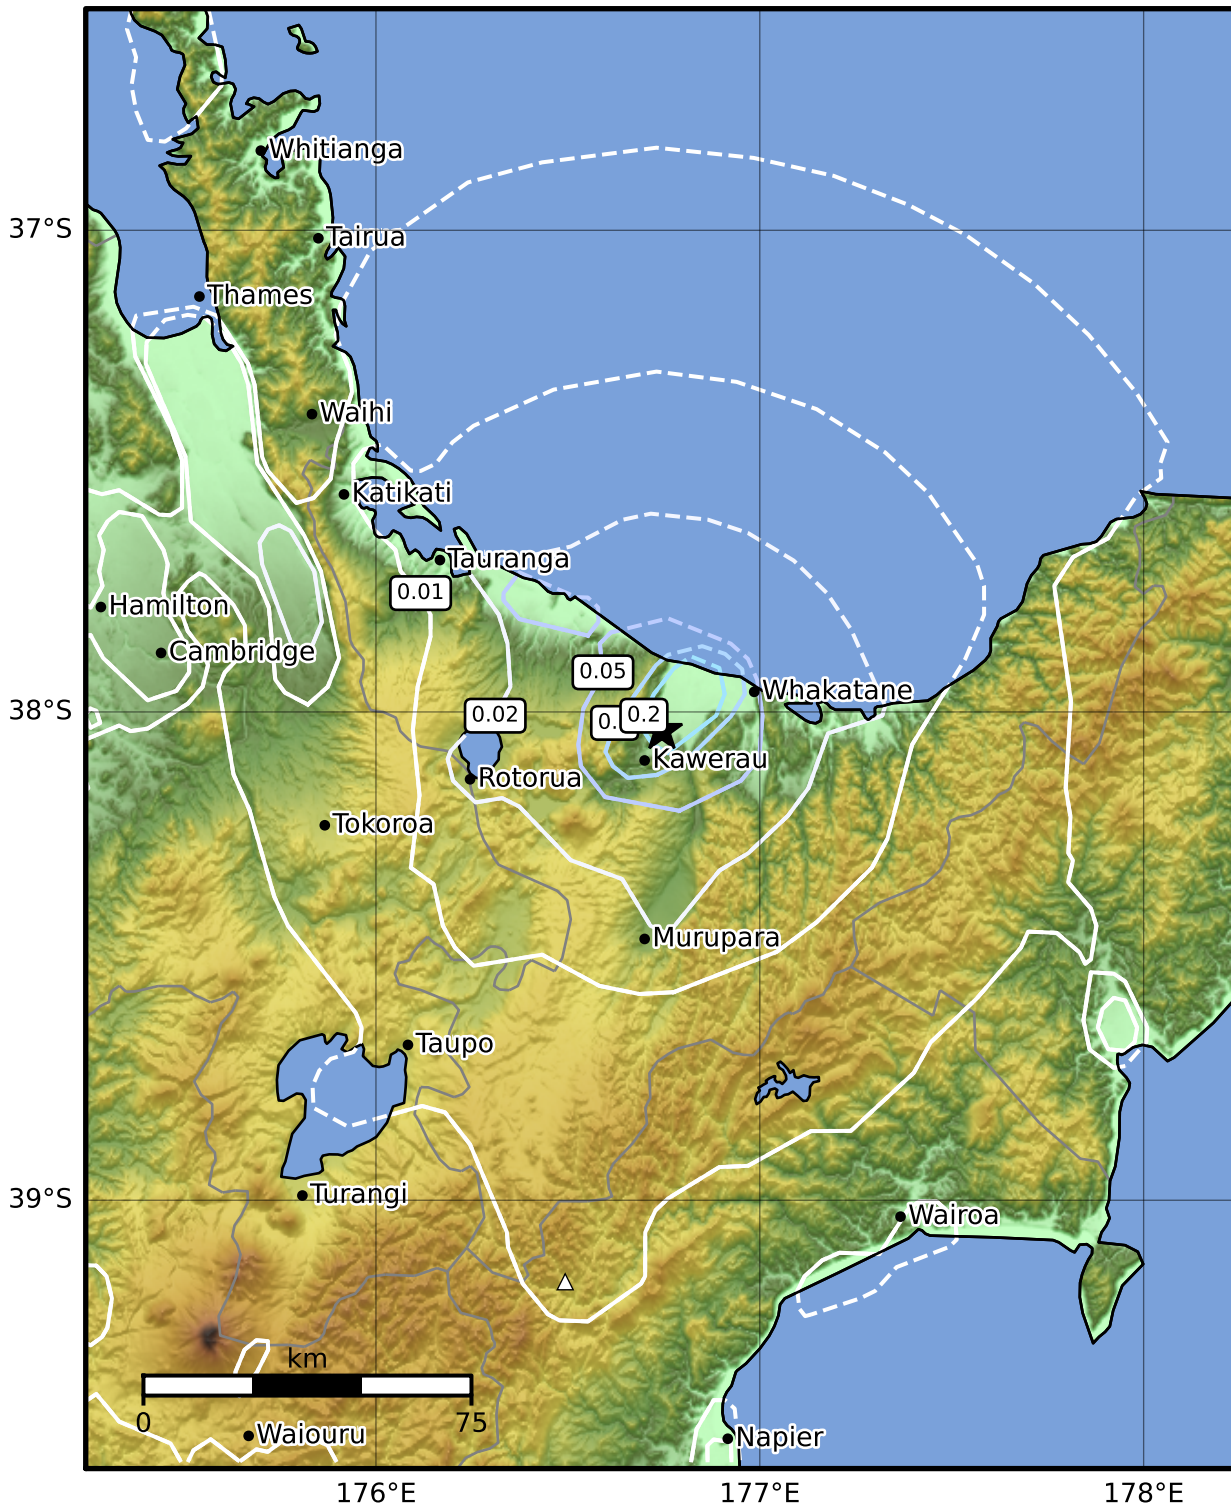 Whitianga
37°S
Tairua
Thames
Waihi
Katikati
Tauranga
0.01
Hamilton
Cambridge
0.05
Whakatane
38°S
0.02
0.2
Kawerau
Rotorua
Tokoroa
Murupara
Taupo
Turangi
39°S
Wairoa
km
0
75
Waiouru
Napier
176°E
177°E
178°E